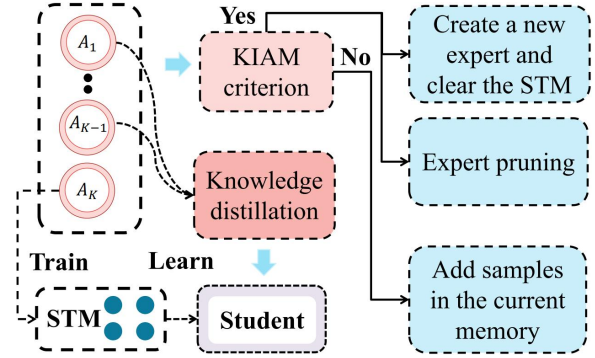 A1
AK−1
AK
Yes
No
KIAM
criterion
Create a new
expert and
clear the STM
Expert pruning
Knowledge
distillation
Add samples
in the current
memory
Train
Learn
STM
Student